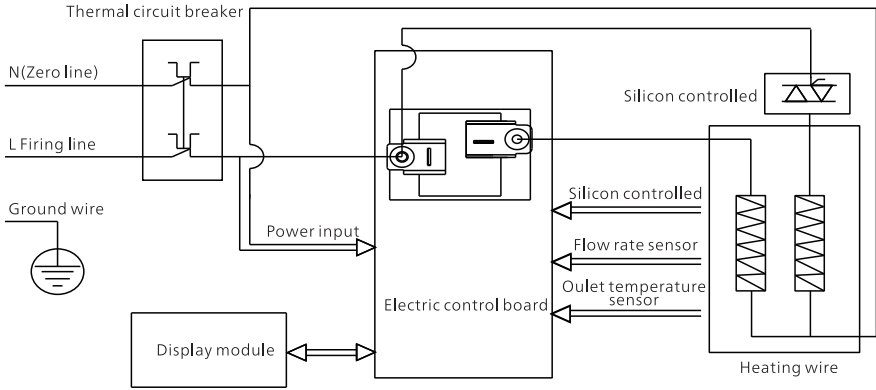 Thermal circuit breaker
N(Zero line)
Silicon controlled
L Firing line
Silicon controlled
Ground wire
Power input
Flow rate sensor
Oulet temperature
sensor
Electric control board
Display module
Heating wire